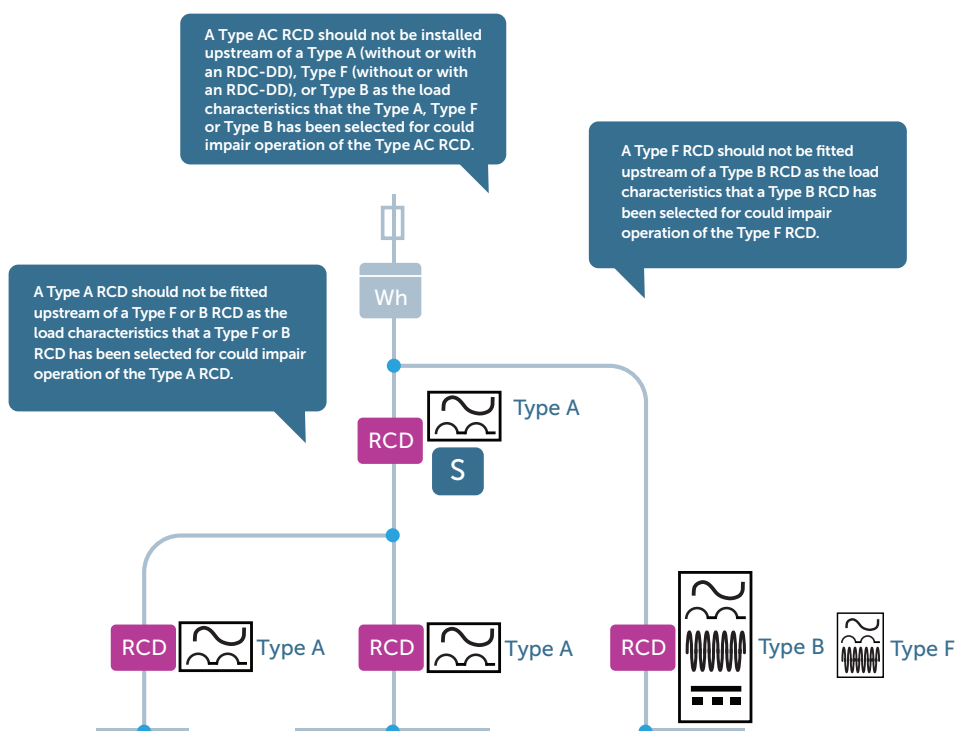 A Type AC RCD should not be installed
upstream of a Type A (without or with
an RDC-DD), Type F (without or with
an RDC-DD), or Type B as the load
characteristics that the Type A, Type F
or Type B has been selected for could
impair operation of the Type AC RCD.
A Type F RCD should not be fitted
upstream of a Type B RCD as the load
characteristics that a Type B RCD has
been selected for could impair
operation of the Type F RCD.
A Type A RCD should not be fitted
upstream of a Type F or B RCD as the
load characteristics that a Type F or B
RCD has been selected for could impair
operation of the Type A RCD.
Wh
RCD
Type A
S
RCD
Type A
RCD
Type A
RCD
Type B
Type F